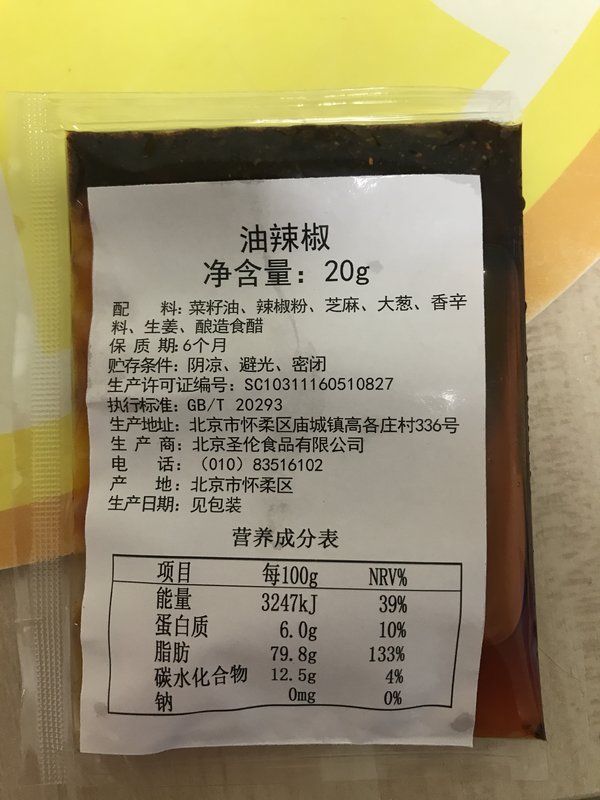 油辣椒
净含量：20g
配 料：菜籽油、辣椒粉、芝麻、大葱、香辛
料、生姜、酿造食醋
保 质 期：6个月
贮存条件：阴凉、避光、密闭
生产许可证编号：SC10311160510827
执行标准：GB/T 20293
生产地址：北京市怀柔区庙城镇高各庄村336号
生 产 商：北京圣伦食品有限公司
电 话：（010）83516102
产 地：北京市怀柔区
生产日期：见包装
营养成分表
项目 每100g NRV%
能量 3247kJ 39%
蛋白质 6.0g 10%
脂肪 79.8g 133%
碳水化合物 12.5g 4%
钠 0mg 0%